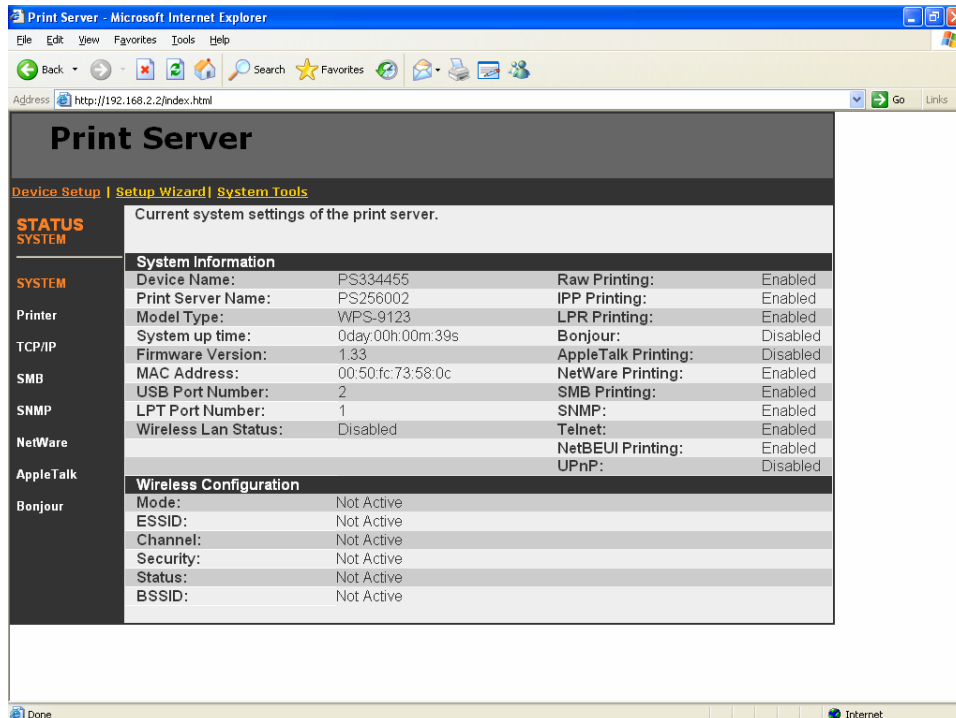 Print Server - Microsoft Internet Explorer
File Edit View Favorites Tools Help
Back Search Favorites
Address http://192.168.2.2/index.html Go Links
Print Server
Device Setup | Setup Wizard| System Tools
STATUS
SYSTEM
Current system settings of the print server.
SYSTEM
Printer
TCP/IP
SMB
SNMP
NetWare
AppleTalk
Bonjour
System Information
Device Name: PS334455 Raw Printing: Enabled
Print Server Name: PS256002 IPP Printing: Enabled
Model Type: WPS-9123 LPR Printing: Enabled
System up time: 0day:00h:00m:39s Bonjour: Disabled
Firmware Version: 1.33 AppleTalk Printing: Disabled
MAC Address: 00:50:fc:73:58:0c NetWare Printing: Enabled
USB Port Number: 2 SMB Printing: Enabled
LPT Port Number: 1 SNMP: Enabled
Wireless Lan Status: Disabled Telnet: Enabled
NetBEUI Printing: Enabled
UPnP: Disabled
Wireless Configuration
Mode: Not Active
ESSID: Not Active
Channel: Not Active
Security: Not Active
Status: Not Active
BSSID: Not Active
Done Internet